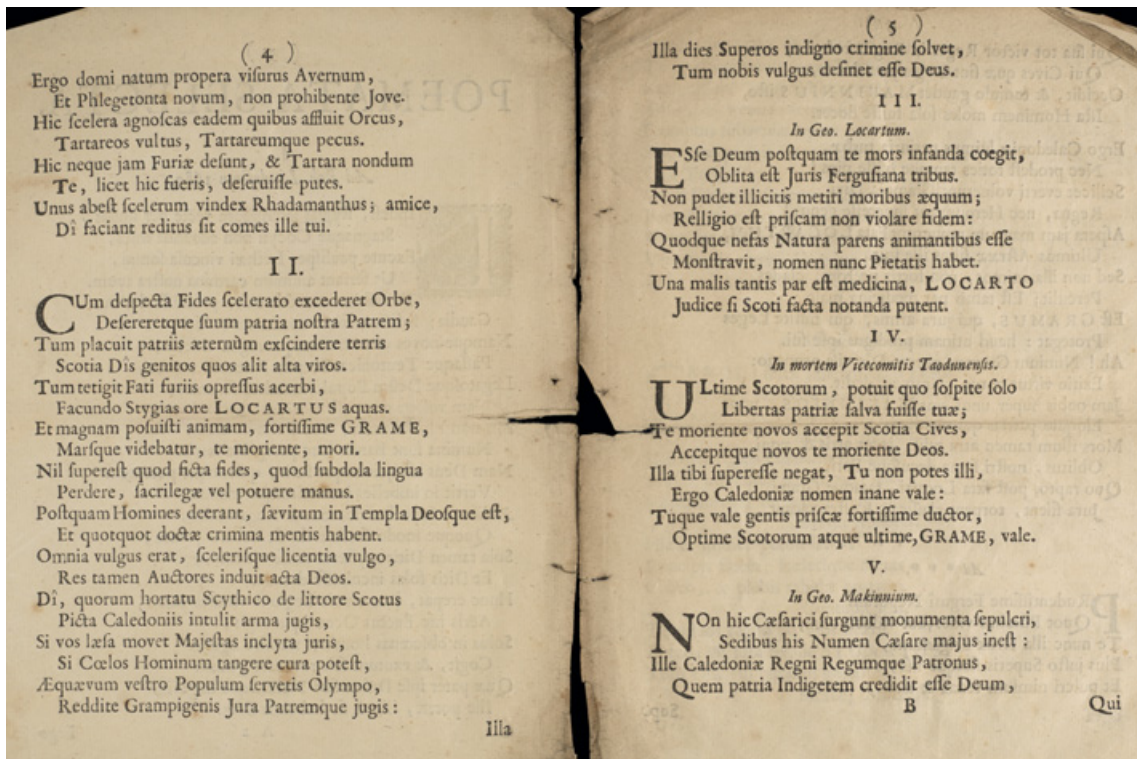 ( 4 )
Ergo domi natum propera viſurus Avernum,
Et Phlegetonta novum, non prohibente Jove.
Hic ſcelera agnoſcas eadem quibus affluit Orcus,
Tartareos vultus, Tartareumque pecus.
Hic neque jam Furiæ deſunt, & Tartara nondum
Te, licet hic fueris, deſeruiſſe putes.
Unus abeſt ſcelerum vindex Rhadamanthus; amice,
Dî faciant reditus ſit comes ille tui.
II.
CUm deſpecta Fides ſcelerato excederet Orbe,
Deſereretque ſuum patria noſtra Patrem;
Tum placuit patriis æternùm exſcindere terris
Scotia Dîs genitos quos alit alta viros.
Tum tetigit Fati furiis oppreſſus acerbi,
Facundo Stygias ore LOCARTUS aquas.
Et magnam poſuiſti animam, fortiſſime GRAME,
Marſque videbatur, te moriente, mori.
Nil ſupereſt quod ficta fides, quod ſubdola lingua
Perdere, ſacrilegæ vel potuere manus.
Poſtquam Homines deerant, ſævitum in Templa Deoſque eſt,
Et quotquot doctæ crimina mentis habent.
Omnia vulgus erat, ſceleriſque licentia vulgo,
Res tamen Auctores induit acta Deos.
Dî, quorum hortatu Scythico de littore Scotus
Picta Caledoniis intulit arma jugis,
Si vos læſa movet Majeſtas inclyta juris,
Si Cœlos Hominum tangere cura poteſt,
Æquævum veſtro Populum ſervetis Olympo,
Reddite Grampigenis Jura Patremque jugis:
Illa
( 5 )
Illa dies Superos indigno crimine ſolvet,
Tum nobis vulgus deſinet eſſe Deus.
III.
In Geo. Locartum.
ESſe Deum poſtquam te mors infanda coegit,
Oblita eſt Juris Ferguſiana tribus.
Non pudet illicitis metiri moribus æquum;
Relligio eſt priſcam non violare fidem:
Quodque nefas Natura parens animantibus eſſe
Monſtravit, nomen nunc Pietatis habet.
Una malis tantis par eſt medicina, LOCARTO
Judice ſi Scoti facta notanda putent.
IV.
In mortem Vicecomitis Taodunenſis.
ULtime Scotorum, potuit quo ſoſpite ſolo
Libertas patriæ ſalva fuiſſe tuæ;
Te moriente novos accepit Scotia Cives,
Accepitque novos te moriente Deos.
Illa tibi ſupereſſe negat, Tu non potes illi,
Ergo Caledoniæ nomen inane vale:
Tuque vale gentis priſcæ fortiſſime ductor,
Optime Scotorum atque ultime, GRAME, vale.
V.
In Geo. Makinnium.
NOn hic Cæſarici ſurgunt monumenta ſepulcri,
Sedibus his Numen Cæſare majus ineſt:
Ille Caledoniæ Regni Regumque Patronus,
Quem patria Indigetem credidit eſſe Deum,
B Qui